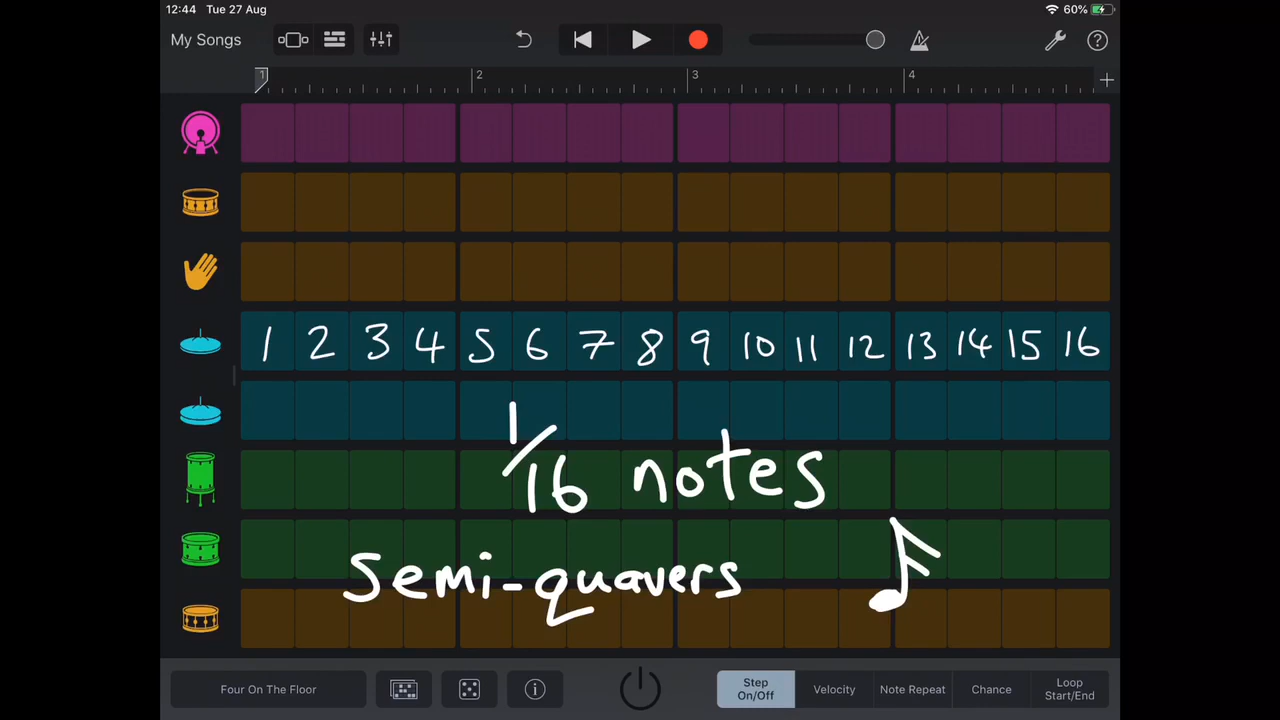 12:44 Tue 27 Aug 60%
My Songs
1 2 3 4
1 2 3 4 5 6 7 8 9 10 11 12 13 14 15 16
1/16 notes
Semi-quavers
Four On The Floor Step On/Off Velocity Note Repeat Chance Loop Start/End